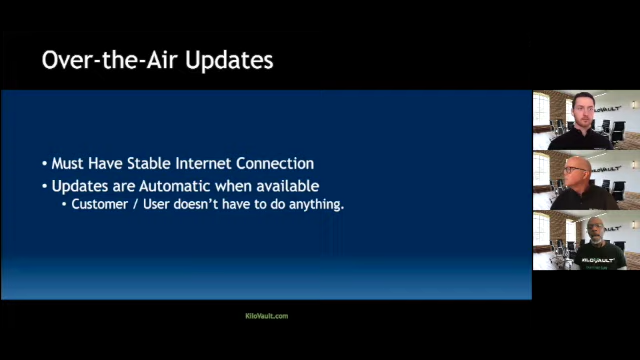 Over-the-Air Updates
• Must Have Stable Internet Connection
• Updates are Automatic when available
• Customer / User doesn't have to do anything.
KiloVault.com
KILOVAULT